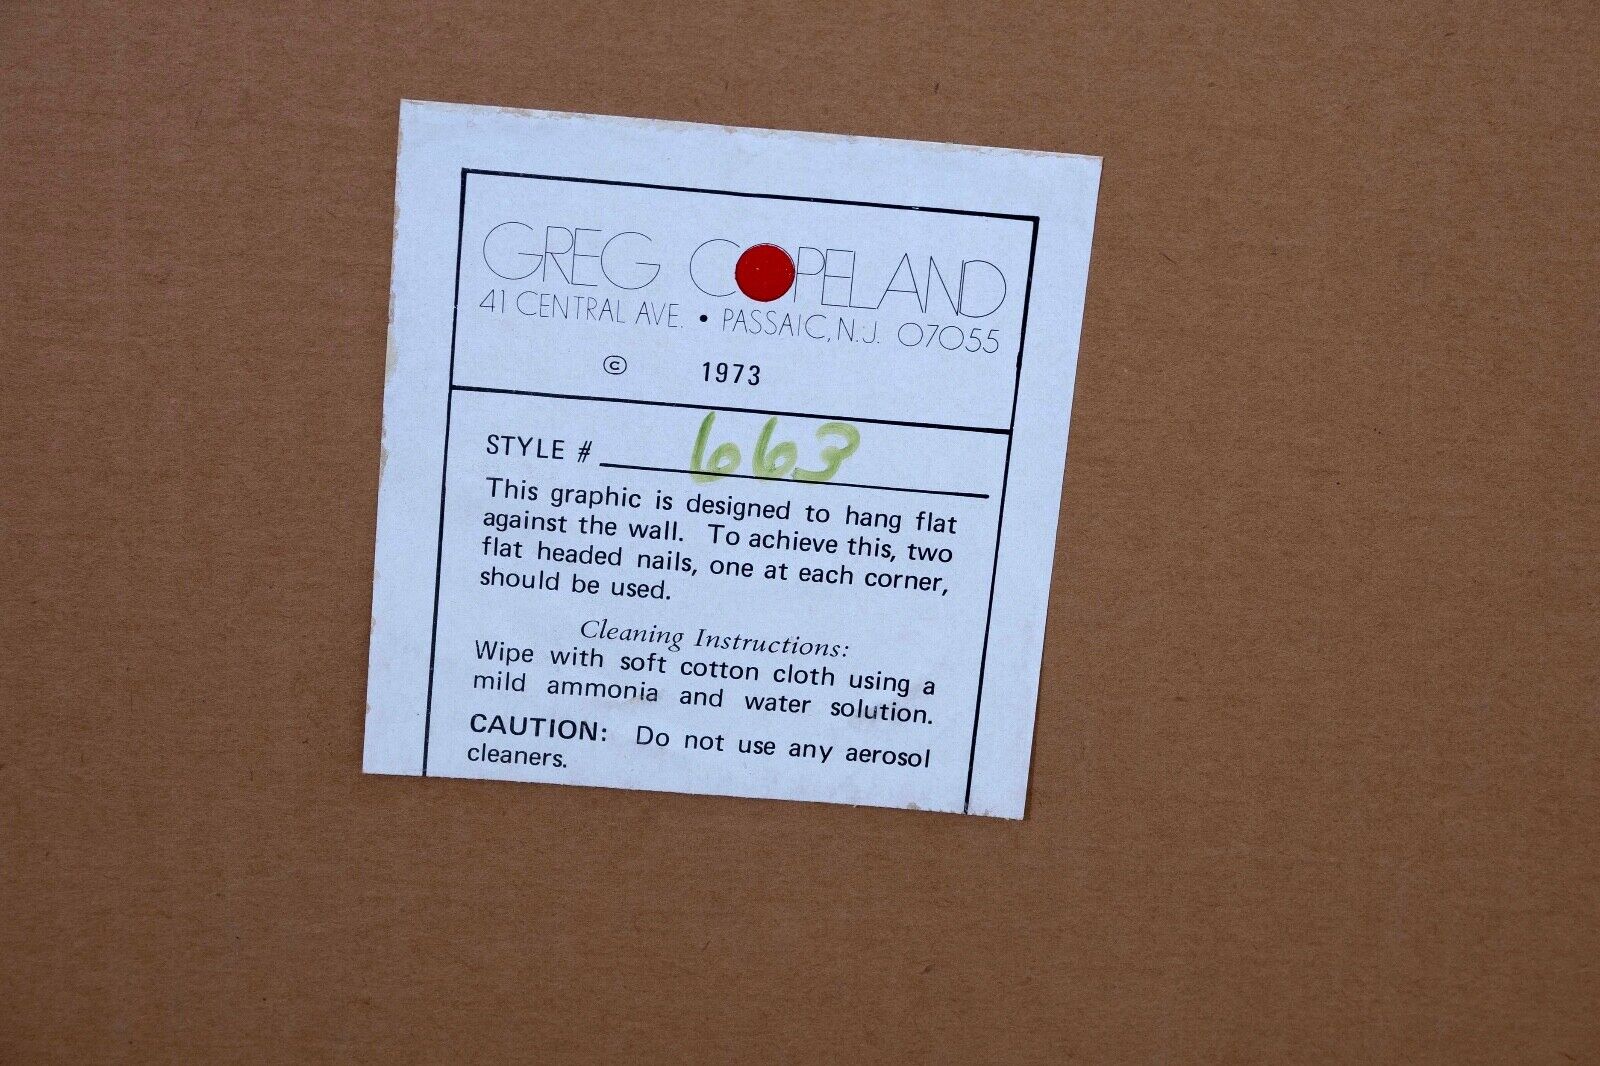 GREG COPELAND
41 CENTRAL AVE. • PASSAIC, N.J. 07055
© 1973
STYLE # 663
This graphic is designed to hang flat
against the wall. To achieve this, two
flat headed nails, one at each corner,
should be used.
Cleaning Instructions:
Wipe with soft cotton cloth using a
mild ammonia and water solution.
CAUTION: Do not use any aerosol
cleaners.